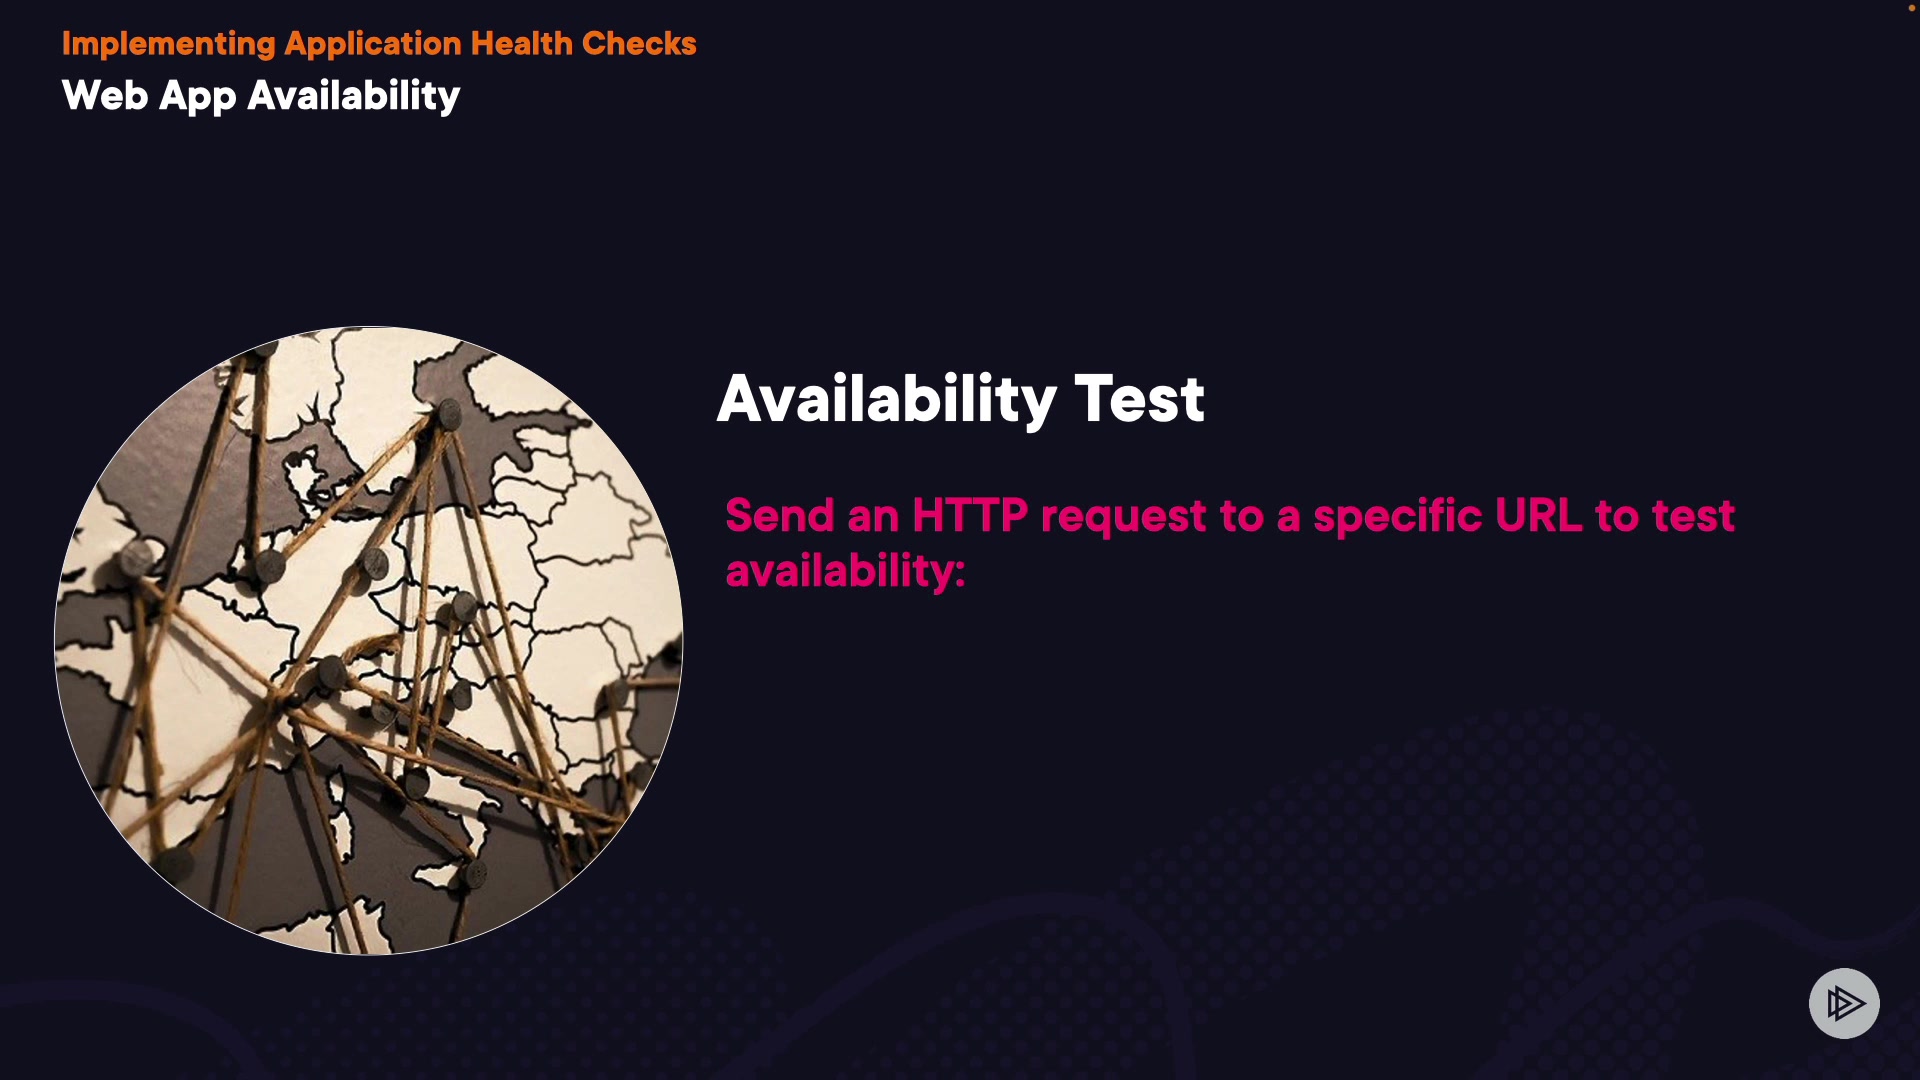 Implementing Application Health Checks
Web App Availability
Availability Test
Send an HTTP request to a specific URL to test
availability: